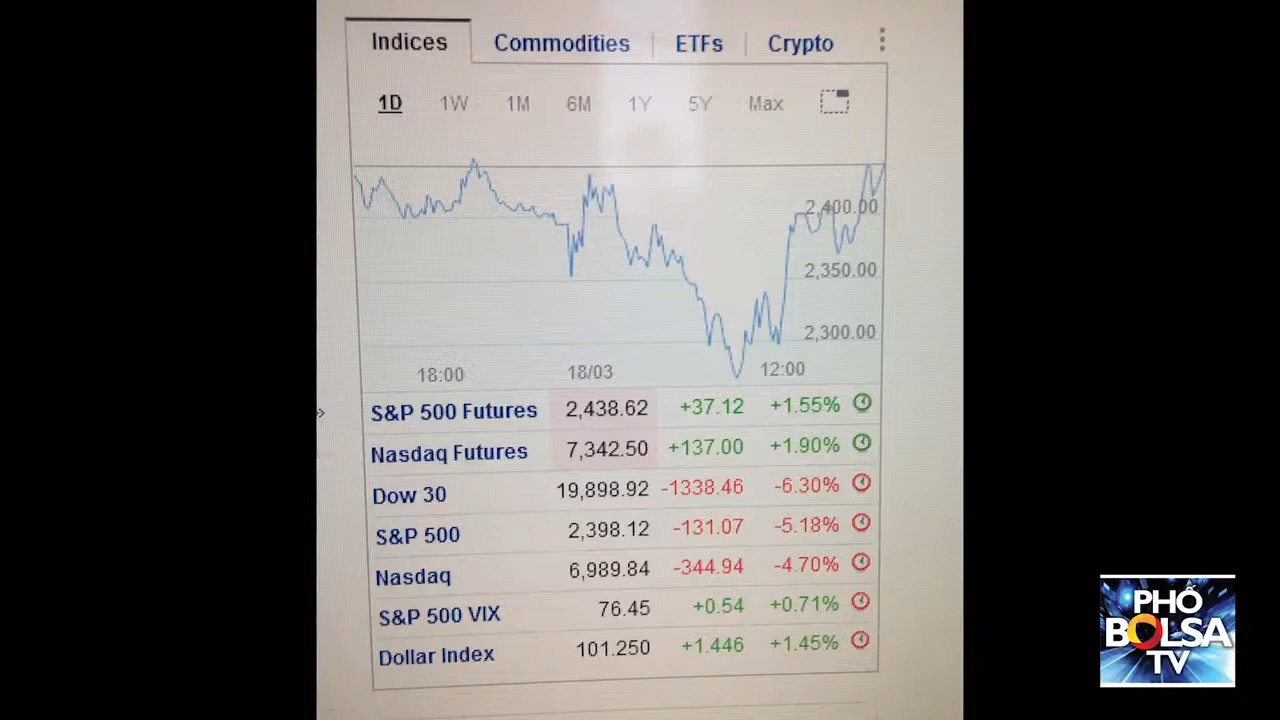 Indices Commodities ETFs Crypto
1D 1W 1M 6M 1Y 5Y Max
2,400.00
2,350.00
2,300.00
18:00 18/03 12:00
S&P 500 Futures 2,438.62 +37.12 +1.55%
Nasdaq Futures 7,342.50 +137.00 +1.90%
Dow 30 19,898.92 -1338.46 -6.30%
S&P 500 2,398.12 -131.07 -5.18%
Nasdaq 6,989.84 -344.94 -4.70%
S&P 500 VIX 76.45 +0.54 +0.71%
Dollar Index 101.250 +1.446 +1.45%
PHỐ
BOLSA
TV